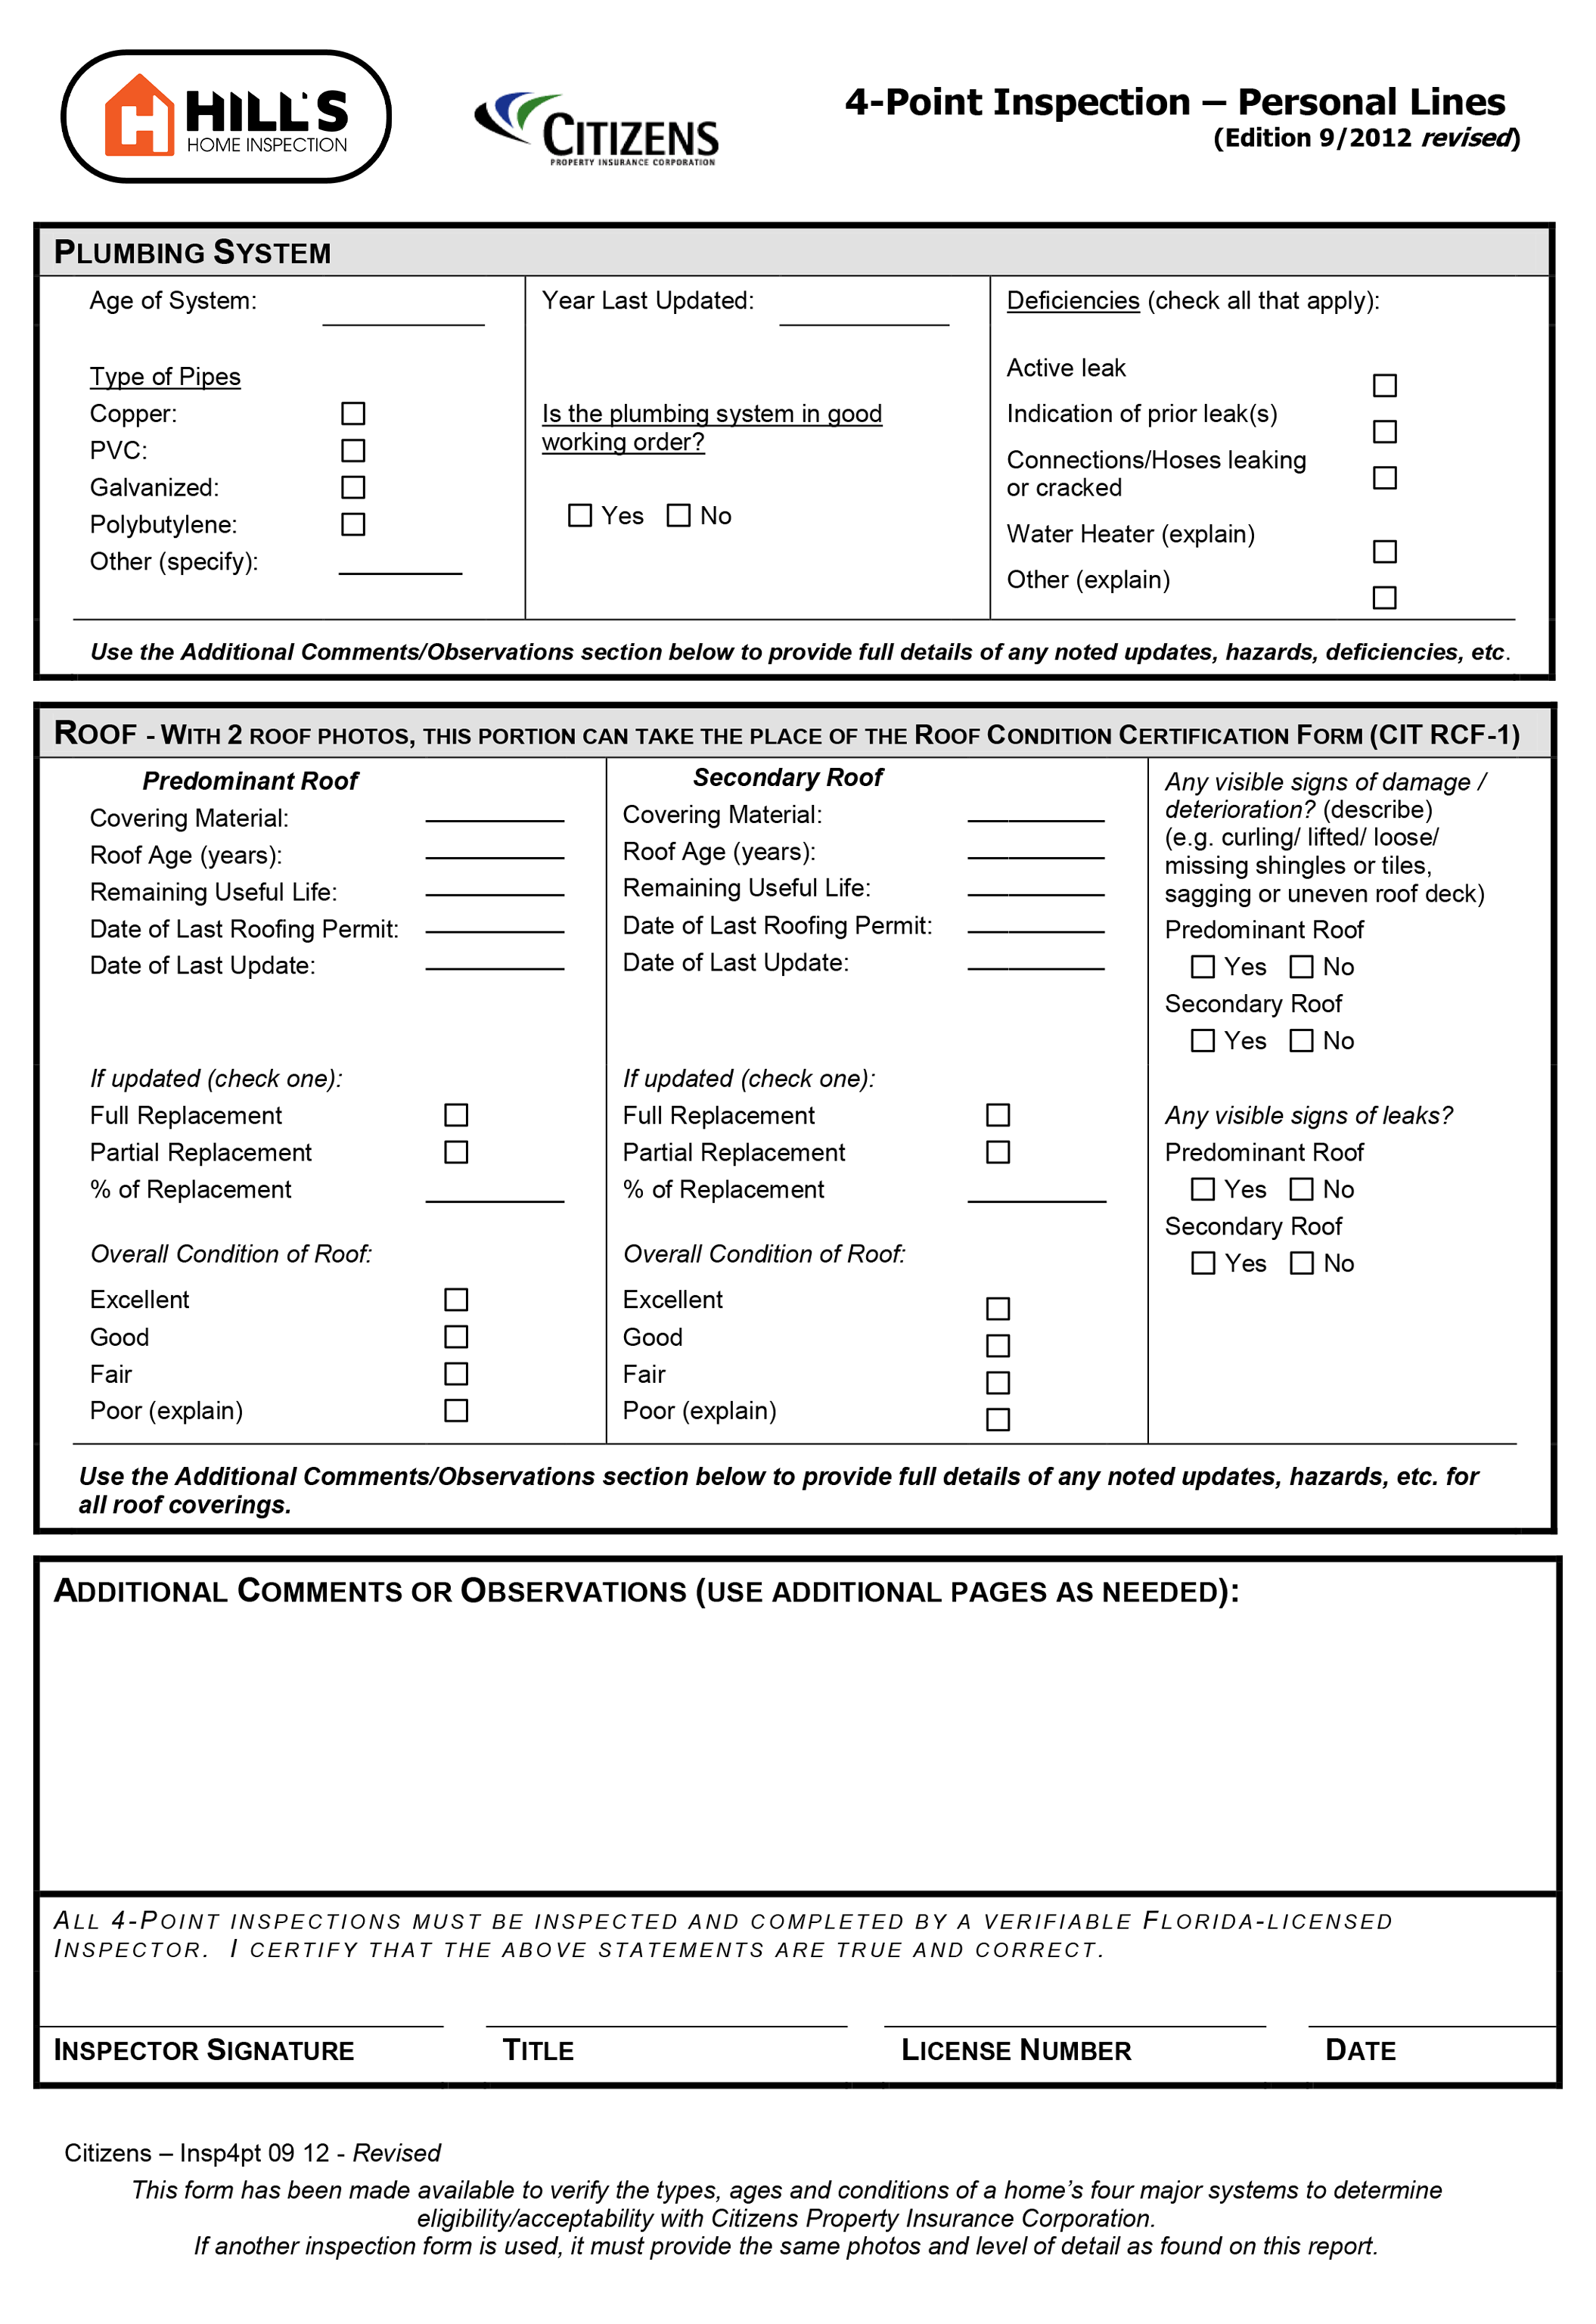 HILL'S
HOME INSPECTION
CITIZENS
PROPERTY INSURANCE CORPORATION
4-Point Inspection – Personal Lines
(Edition 9/2012 revised)
PLUMBING SYSTEM
Age of System:
Type of Pipes
Copper:
PVC:
Galvanized:
Polybutylene:
Other (specify):
Year Last Updated:
Is the plumbing system in good
working order?
Yes No
Deficiencies (check all that apply):
Active leak
Indication of prior leak(s)
Connections/Hoses leaking
or cracked
Water Heater (explain)
Other (explain)
Use the Additional Comments/Observations section below to provide full details of any noted updates, hazards, deficiencies, etc.
ROOF - WITH 2 ROOF PHOTOS, THIS PORTION CAN TAKE THE PLACE OF THE ROOF CONDITION CERTIFICATION FORM (CIT RCF-1)
Predominant Roof
Covering Material:
Roof Age (years):
Remaining Useful Life:
Date of Last Roofing Permit:
Date of Last Update:
If updated (check one):
Full Replacement
Partial Replacement
% of Replacement
Overall Condition of Roof:
Excellent
Good
Fair
Poor (explain)
Secondary Roof
Covering Material:
Roof Age (years):
Remaining Useful Life:
Date of Last Roofing Permit:
Date of Last Update:
If updated (check one):
Full Replacement
Partial Replacement
% of Replacement
Overall Condition of Roof:
Excellent
Good
Fair
Poor (explain)
Any visible signs of damage /
deterioration? (describe)
(e.g. curling/ lifted/ loose/
missing shingles or tiles,
sagging or uneven roof deck)
Predominant Roof
Yes No
Secondary Roof
Yes No
Any visible signs of leaks?
Predominant Roof
Yes No
Secondary Roof
Yes No
Use the Additional Comments/Observations section below to provide full details of any noted updates, hazards, etc. for
all roof coverings.
ADDITIONAL COMMENTS OR OBSERVATIONS (USE ADDITIONAL PAGES AS NEEDED):
ALL 4-POINT INSPECTIONS MUST BE INSPECTED AND COMPLETED BY A VERIFIABLE FLORIDA-LICENSED
INSPECTOR. I CERTIFY THAT THE ABOVE STATEMENTS ARE TRUE AND CORRECT.
INSPECTOR SIGNATURE TITLE LICENSE NUMBER DATE
Citizens – Insp4pt 09 12 - Revised
This form has been made available to verify the types, ages and conditions of a home's four major systems to determine
eligibility/acceptability with Citizens Property Insurance Corporation.
If another inspection form is used, it must provide the same photos and level of detail as found on this report.